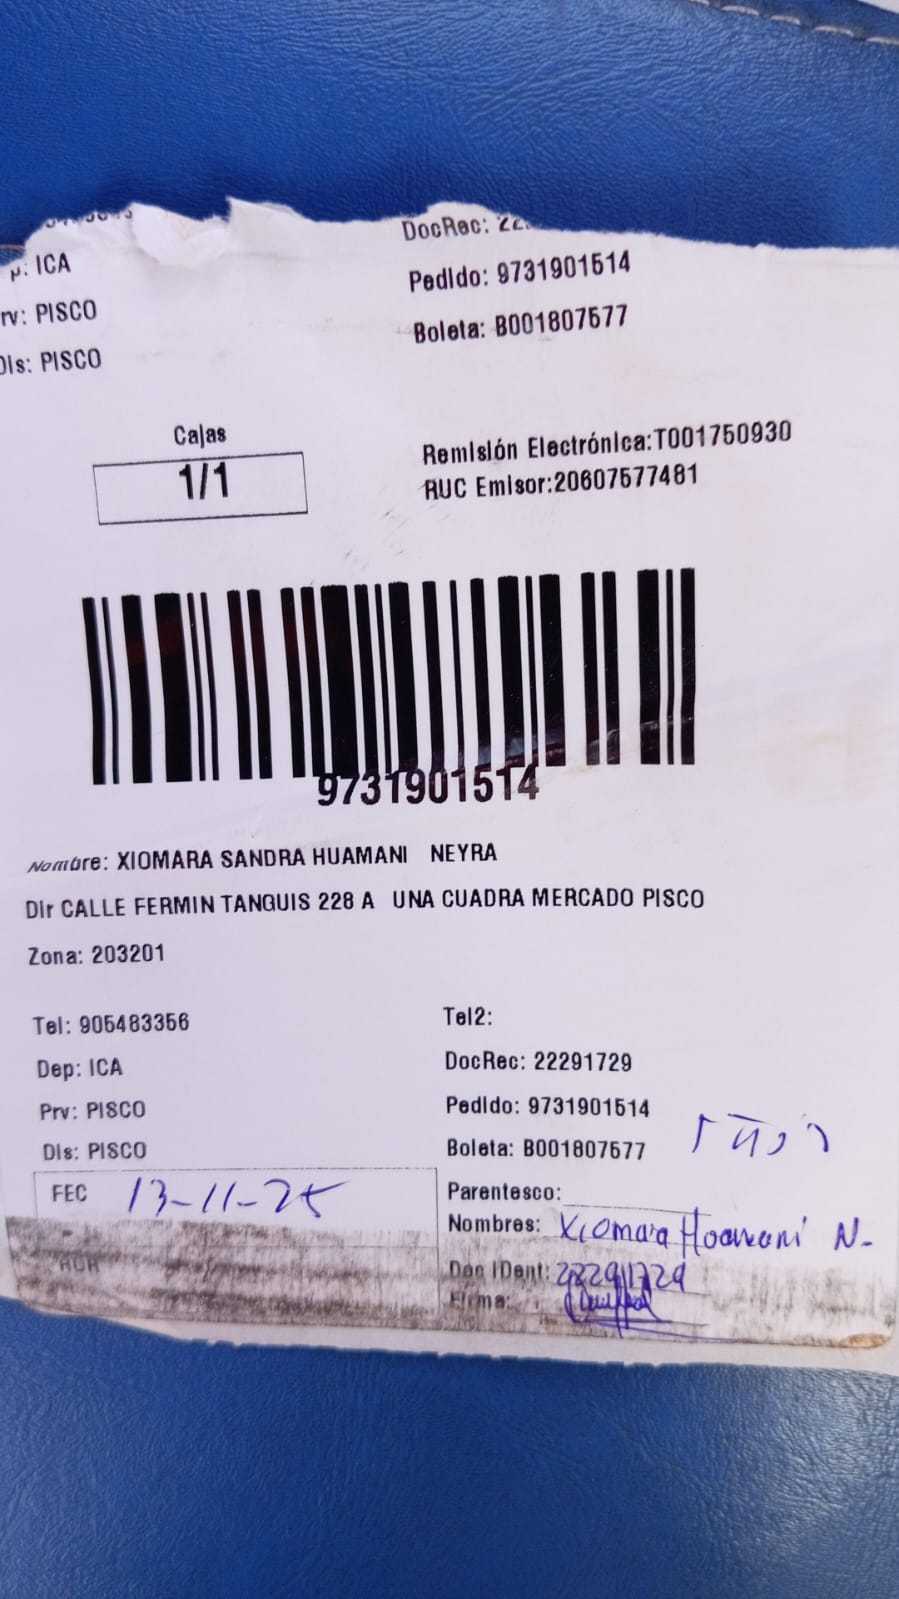 DocRec: 22
p: ICA
Pedido: 9731901514
rv: PISCO
Boleta: B001807577
Dis: PISCO
Cajas
1/1
Remisión Electrónica:T001750930
RUC Emisor:20607577481
9731901514
Nombre: XIOMARA SANDRA HUAMANI NEYRA
Dir CALLE FERMIN TANGUIS 228 A UNA CUADRA MERCADO PISCO
Zona: 203201
Tel: 905483356
Tel2:
Dep: ICA
DocRec: 22291729
Prv: PISCO
Pedido: 9731901514
Dis: PISCO
Boleta: B001807577
FEC 13-11-25
Parentesco:
Nombres: Xiomara Huamani N-
HOR
Doc IDent: 22291729
Firma: